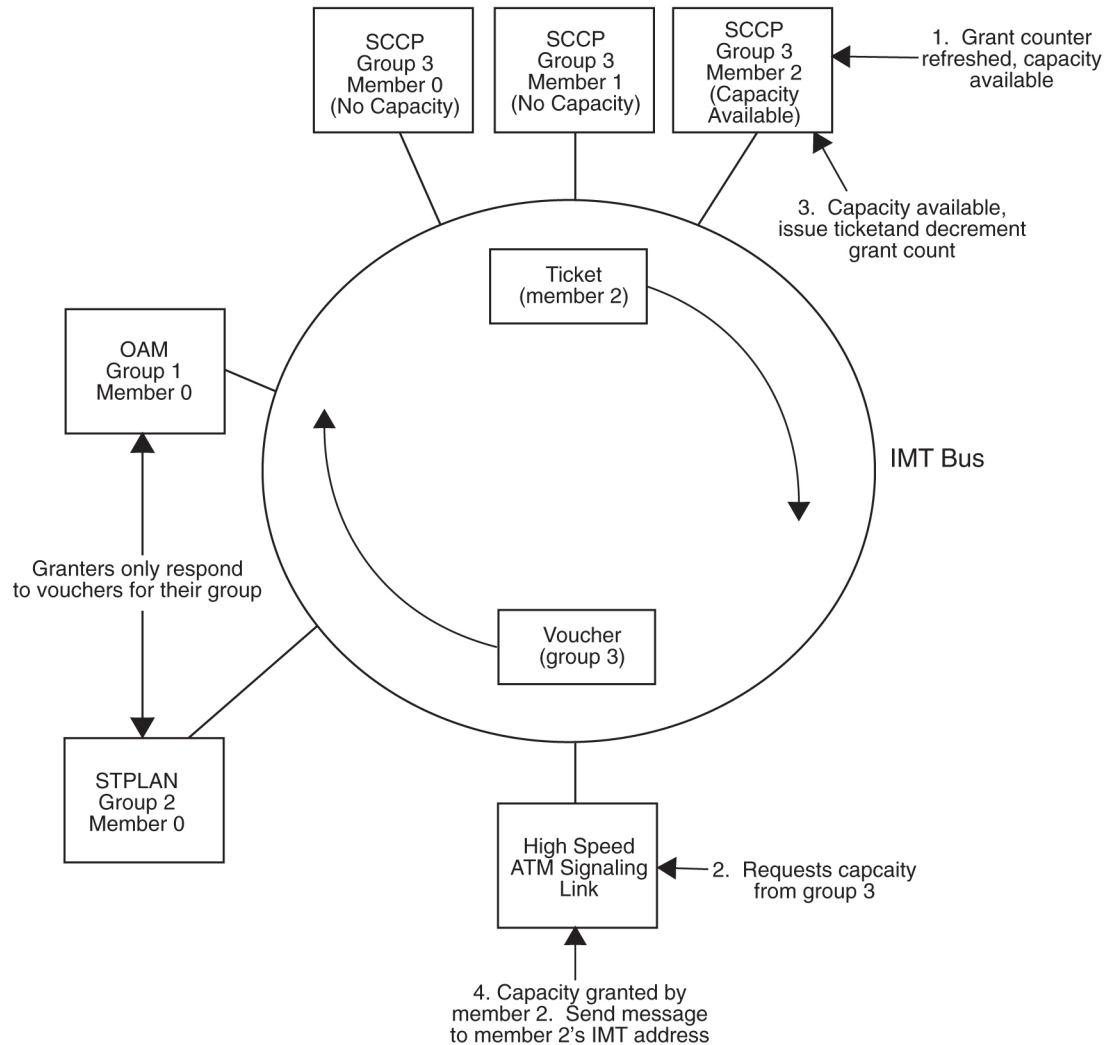 SCCP
Group 3
Member 0
(No Capacity)
SCCP
Group 3
Member 1
(No Capacity)
SCCP
Group 3
Member 2
(Capacity
Available)
1. Grant counter
refreshed, capacity
available
3. Capacity available,
issue ticketand decrement
grant count
Ticket
(member 2)
OAM
Group 1
Member 0
IMT Bus
Granters only respond
to vouchers for their group
Voucher
(group 3)
STPLAN
Group 2
Member 0
High Speed
ATM Signaling
Link
2. Requests capcaity
from group 3
4. Capacity granted by
member 2. Send message
to member 2's IMT address